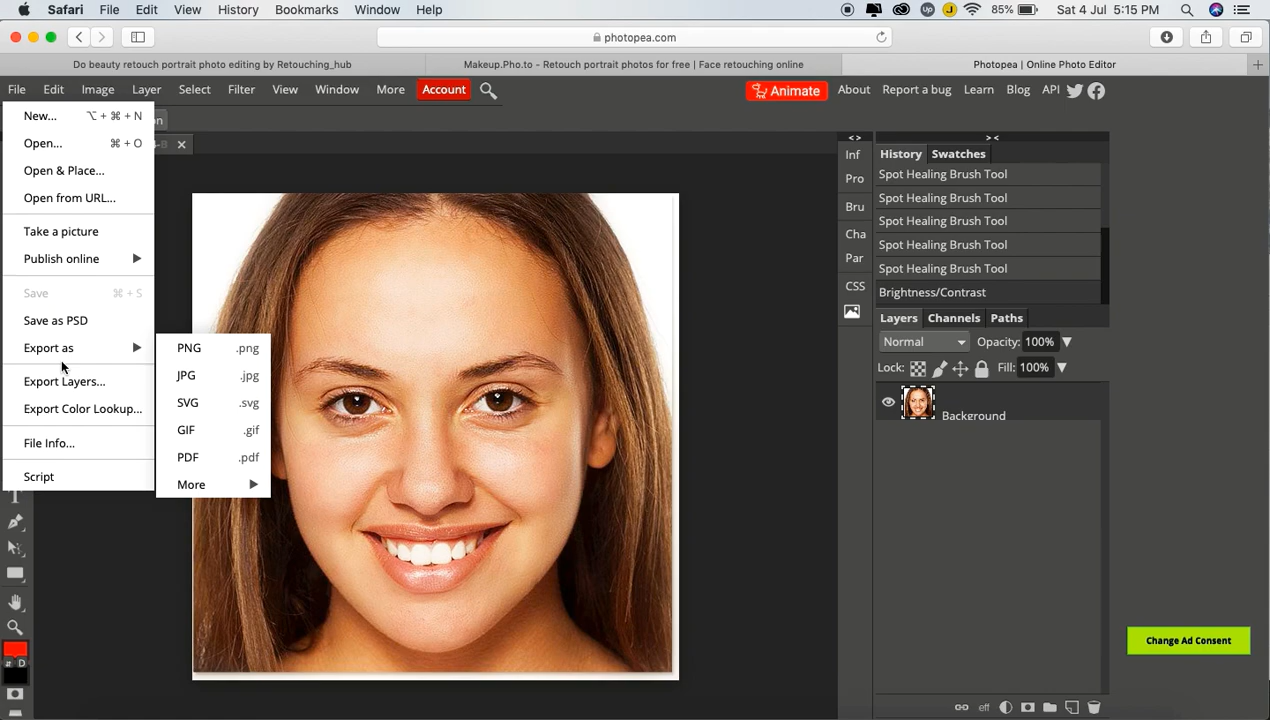 Safari File Edit View History Bookmarks Window Help 85% Sat 4 Jul 5:15 PM
photopea.com
Do beauty retouch portrait photo editing by Retouching_hub
Makeup.Pho.to - Retouch portrait photos for free | Face retouching online
Photopea | Online Photo Editor
File Edit Image Layer Select Filter View Window More Account
Animate About Report a bug Learn Blog API
New... ⌥ + ⌘ + N
Open... ⌘ + O
Open & Place...
Open from URL...
Take a picture
Publish online
Save ⌘ + S
Save as PSD
Export as
Export Layers...
Export Color Lookup...
File Info...
Script
PNG .png
JPG .jpg
SVG .svg
GIF .gif
PDF .pdf
More
Inf
Pro
Bru
Cha
Par
CSS
History Swatches
Spot Healing Brush Tool
Spot Healing Brush Tool
Spot Healing Brush Tool
Spot Healing Brush Tool
Spot Healing Brush Tool
Brightness/Contrast
Layers Channels Paths
Normal Opacity: 100%
Lock: Fill: 100%
Background
eff
Change Ad Consent